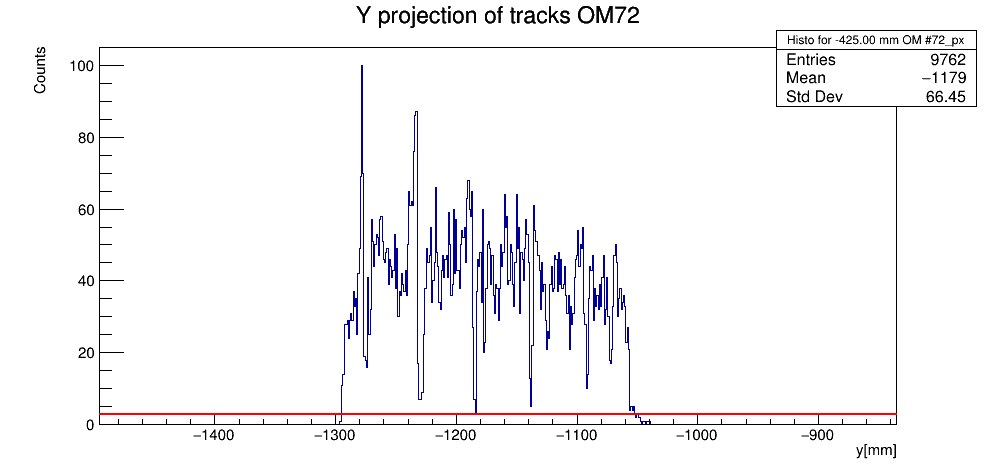 Y projection of tracks OM72
Histo for -425.00 mm OM #72_px
Entries 9762
Mean −1179
Std Dev 66.45
Counts
100
80
60
40
20
0
−1400 −1300 −1200 −1100 −1000 −900
y[mm]